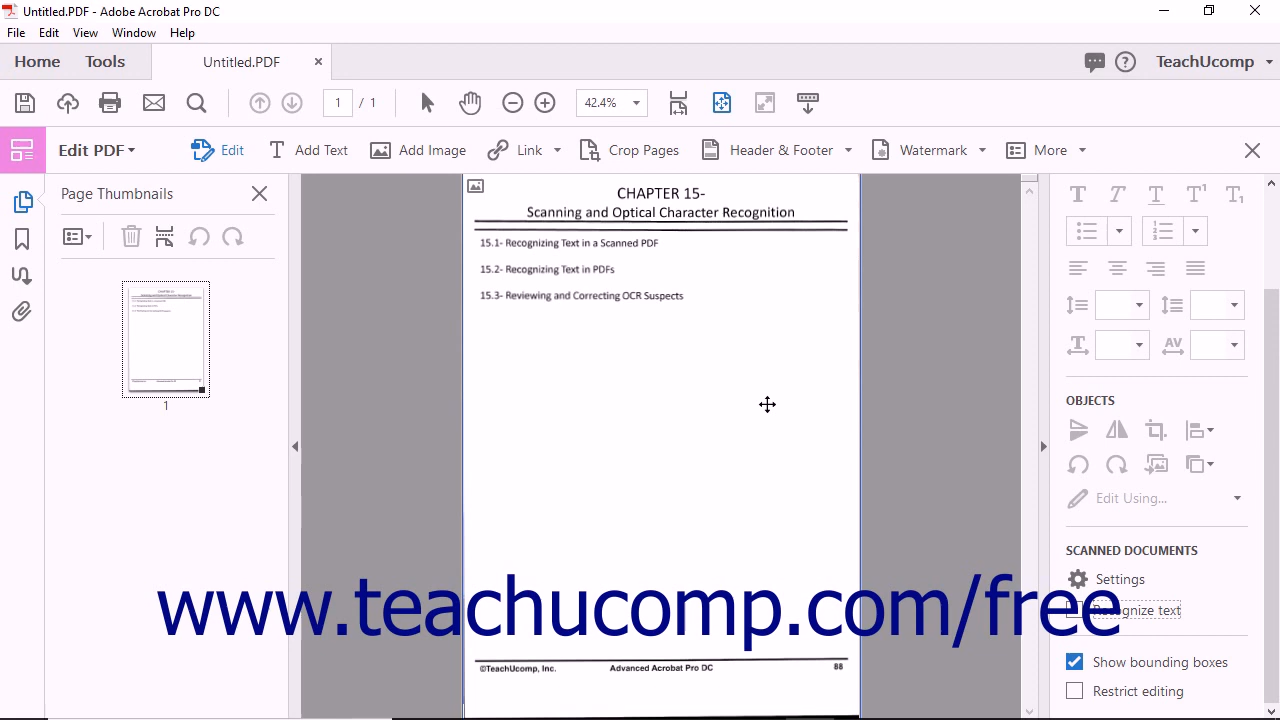 Untitled.PDF - Adobe Acrobat Pro DC
File Edit View Window Help
Home Tools Untitled.PDF × TeachUcomp
1 / 1 42.4%
Edit PDF Edit Add Text Add Image Link Crop Pages Header & Footer Watermark More
Page Thumbnails
1
CHAPTER 15-
Scanning and Optical Character Recognition
15.1- Recognizing Text in a Scanned PDF
15.2- Recognizing Text in PDFs
15.3- Reviewing and Correcting OCR Suspects
©TeachUcomp, Inc. Advanced Acrobat Pro DC 88
OBJECTS
Edit Using...
SCANNED DOCUMENTS
Settings
Recognize text
Show bounding boxes
Restrict editing
www.teachucomp.com/free